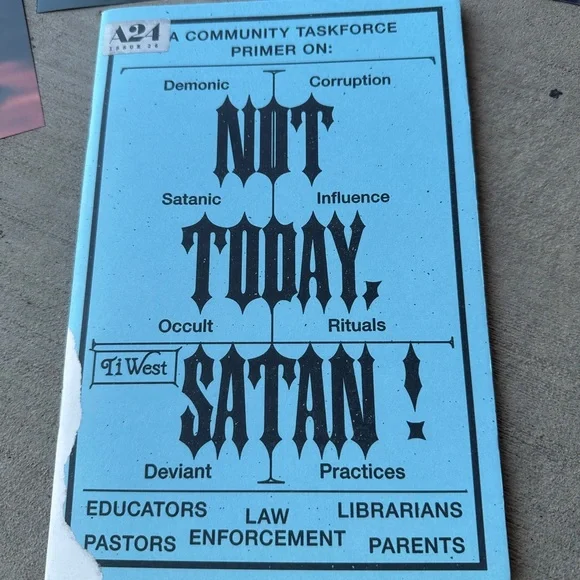 A24
ISSUE 28
A COMMUNITY TASKFORCE
PRIMER ON:
Demonic Corruption
NOT
Satanic Influence
TODAY,
Occult Rituals
Ti West
SATAN!
Deviant Practices
EDUCATORS LAW LIBRARIANS
PASTORS ENFORCEMENT PARENTS